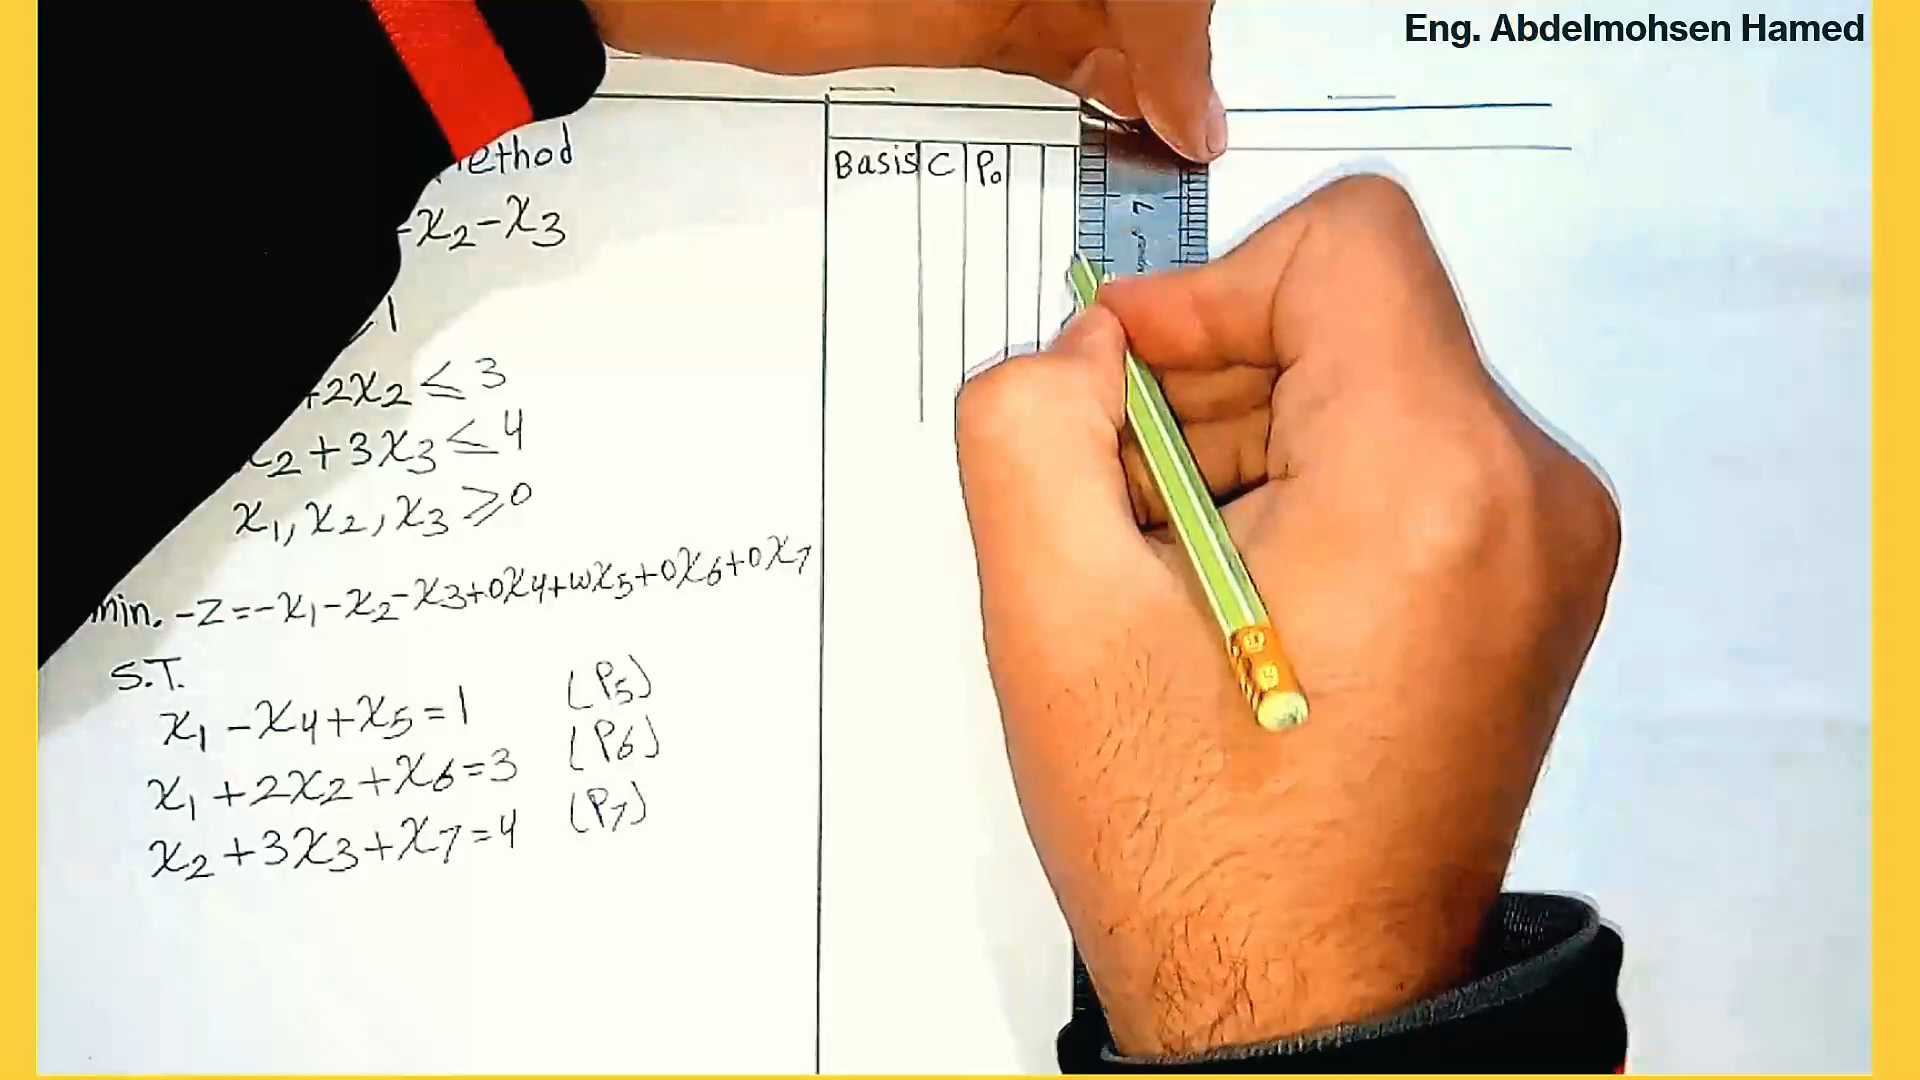 Eng. Abdelmohsen Hamed
ethod
-x₂-x₃
1
+2x₂ ≤ 3
x₂+3x₃ ≤ 4
x₁, x₂, x₃ ≥ 0
min. -Z=-x₁-x₂-x₃+0x₄+wx₅+0x₆+0x₇
S.T.
x₁-x₄+x₅=1 (P₅)
x₁+2x₂+x₆=3 (P₆)
x₂+3x₃+x₇=4 (P₇)
Basis C P₀
7